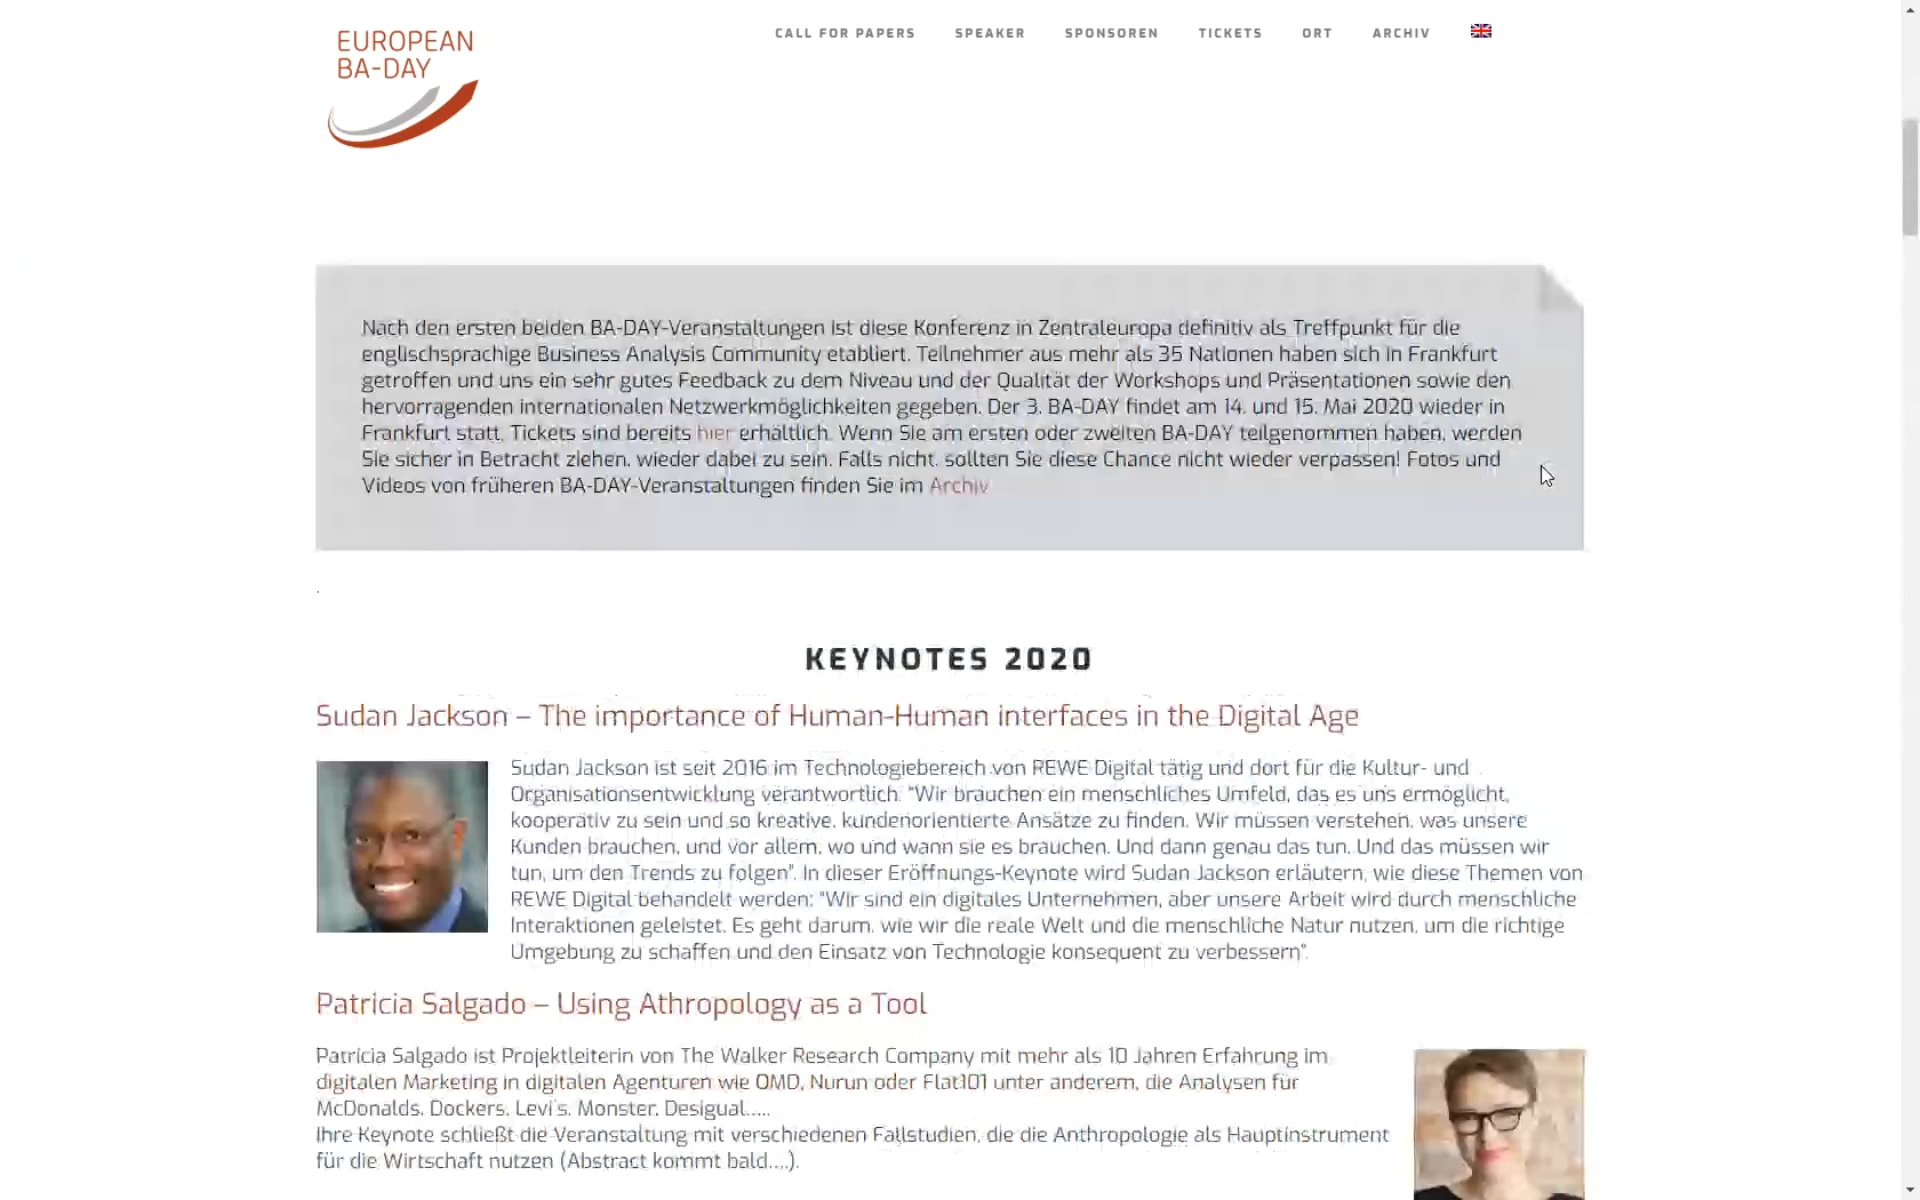 EUROPEAN
BA-DAY
CALL FOR PAPERS
SPEAKER
SPONSOREN
TICKETS
ORT
ARCHIV
Nach den ersten beiden BA-DAY-Veranstaltungen ist diese Konferenz in Zentraleuropa definitiv als Treffpunkt für die
englischsprachige Business Analysis Community etabliert. Teilnehmer aus mehr als 35 Nationen haben sich in Frankfurt
getroffen und uns ein sehr gutes Feedback zu dem Niveau und der Qualität der Workshops und Präsentationen sowie den
hervorragenden internationalen Netzwerkmöglichkeiten gegeben. Der 3. BA-DAY findet am 14. und 15. Mai 2020 wieder in
Frankfurt statt. Tickets sind bereits hier erhältlich. Wenn Sie am ersten oder zweiten BA-DAY teilgenommen haben, werden
Sie sicher in Betracht ziehen, wieder dabei zu sein. Falls nicht, sollten Sie diese Chance nicht wieder verpassen! Fotos und
Videos von früheren BA-DAY-Veranstaltungen finden Sie im Archiv
.
KEYNOTES 2020
Sudan Jackson – The importance of Human-Human interfaces in the Digital Age
Sudan Jackson ist seit 2016 im Technologiebereich von REWE Digital tätig und dort für die Kultur- und
Organisationsentwicklung verantwortlich. "Wir brauchen ein menschliches Umfeld, das es uns ermöglicht,
kooperativ zu sein und so kreative, kundenorientierte Ansätze zu finden. Wir müssen verstehen, was unsere
Kunden brauchen, und vor allem, wo und wann sie es brauchen. Und dann genau das tun. Und das müssen wir
tun, um den Trends zu folgen". In dieser Eröffnungs-Keynote wird Sudan Jackson erläutern, wie diese Themen von
REWE Digital behandelt werden: "Wir sind ein digitales Unternehmen, aber unsere Arbeit wird durch menschliche
Interaktionen geleistet. Es geht darum, wie wir die reale Welt und die menschliche Natur nutzen, um die richtige
Umgebung zu schaffen und den Einsatz von Technologie konsequent zu verbessern".
Patricia Salgado – Using Athropology as a Tool
Patricia Salgado ist Projektleiterin von The Walker Research Company mit mehr als 10 Jahren Erfahrung im
digitalen Marketing in digitalen Agenturen wie OMD, Nurun oder Flat101 unter anderem, die Analysen für
McDonalds, Dockers, Levi's, Monster, Desigual.....
Ihre Keynote schließt die Veranstaltung mit verschiedenen Fallstudien, die die Anthropologie als Hauptinstrument
für die Wirtschaft nutzen (Abstract kommt bald....).